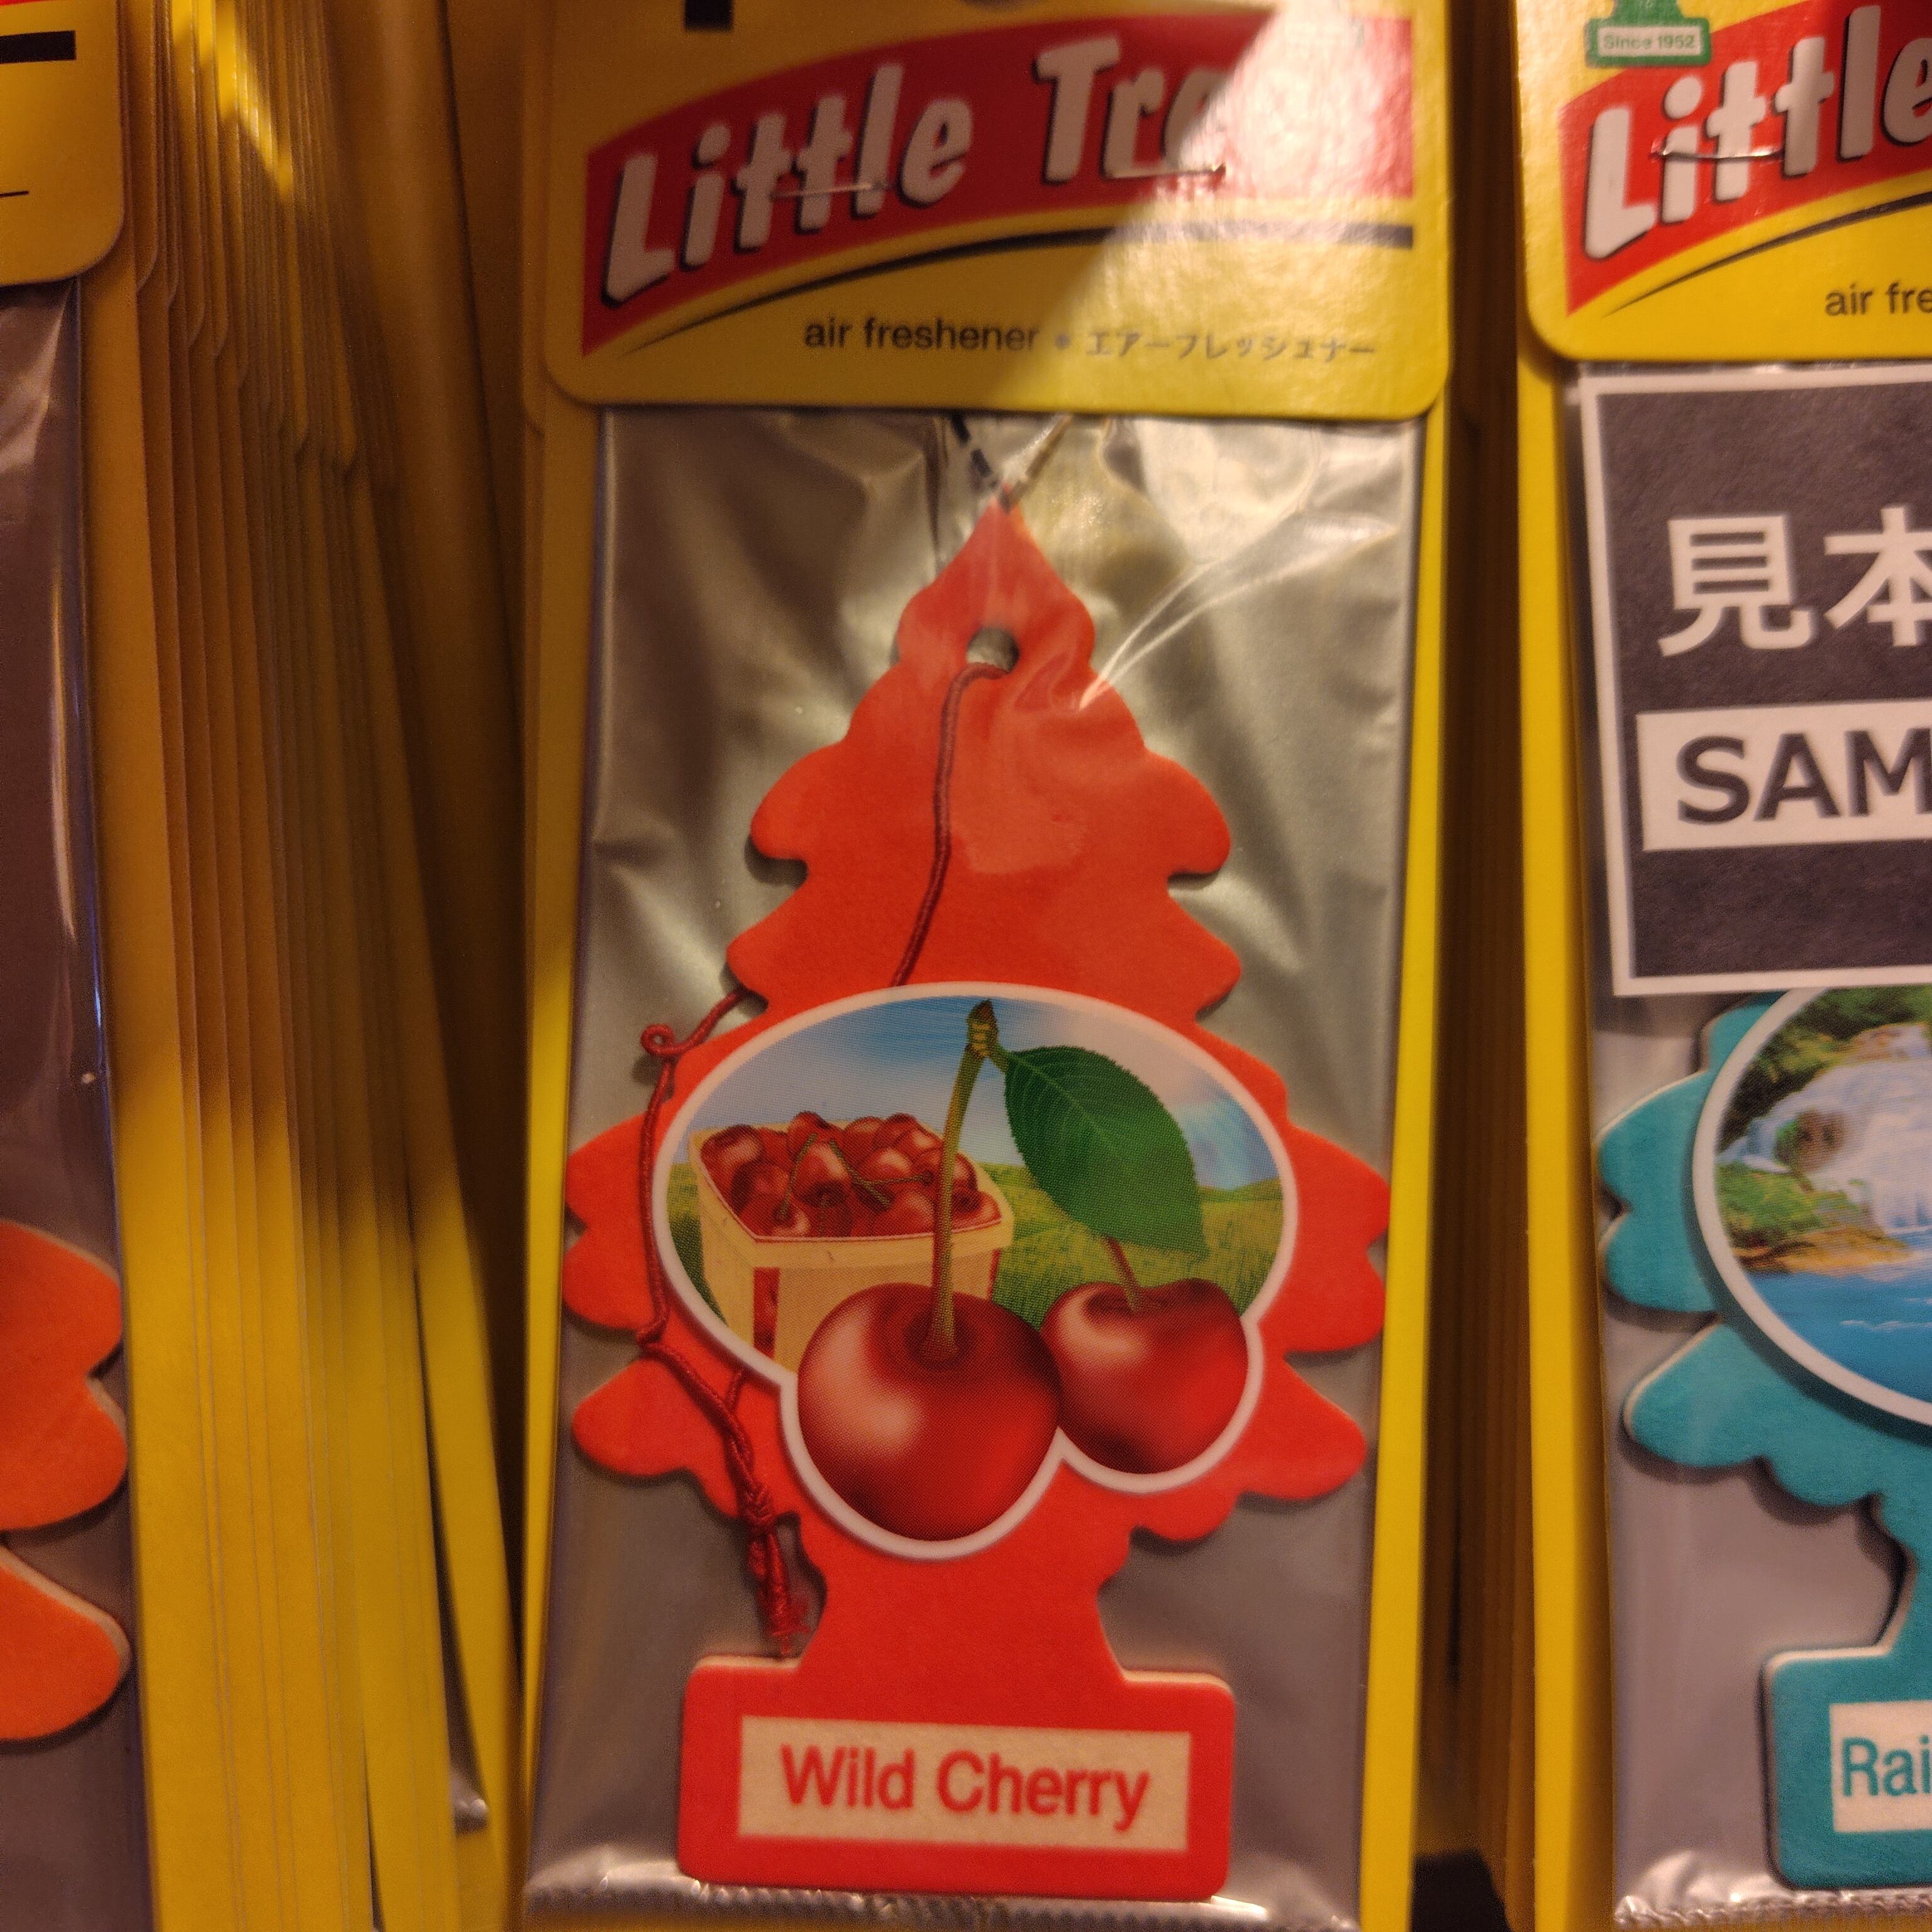 Little Tre
air freshener • エアーフレッシュナー
Wild Cherry
Since 1952
Little
air fre
見本
SAM
Rai